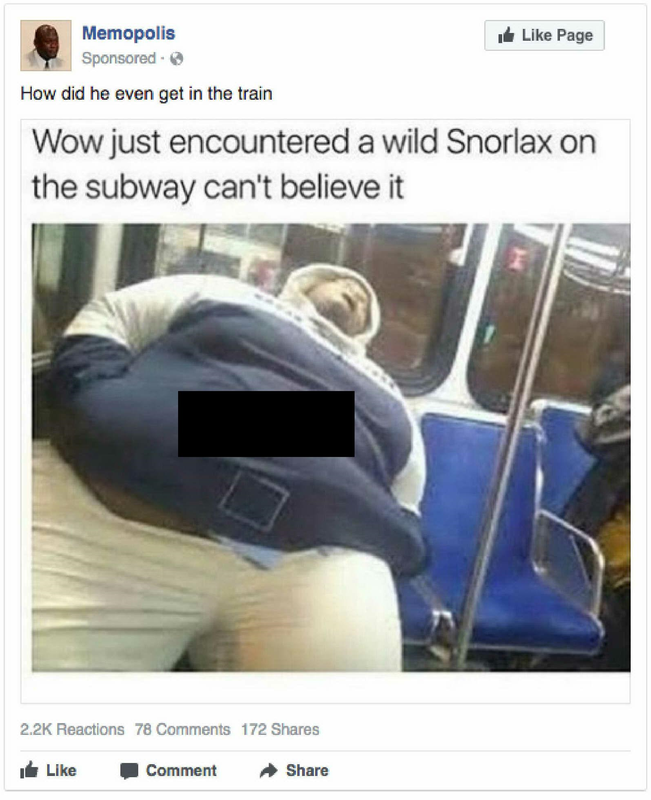 Memopolis
Like Page
Sponsored ·
How did he even get in the train
Wow just encountered a wild Snorlax on
the subway can't believe it
2.2K Reactions 78 Comments 172 Shares
Like Comment Share